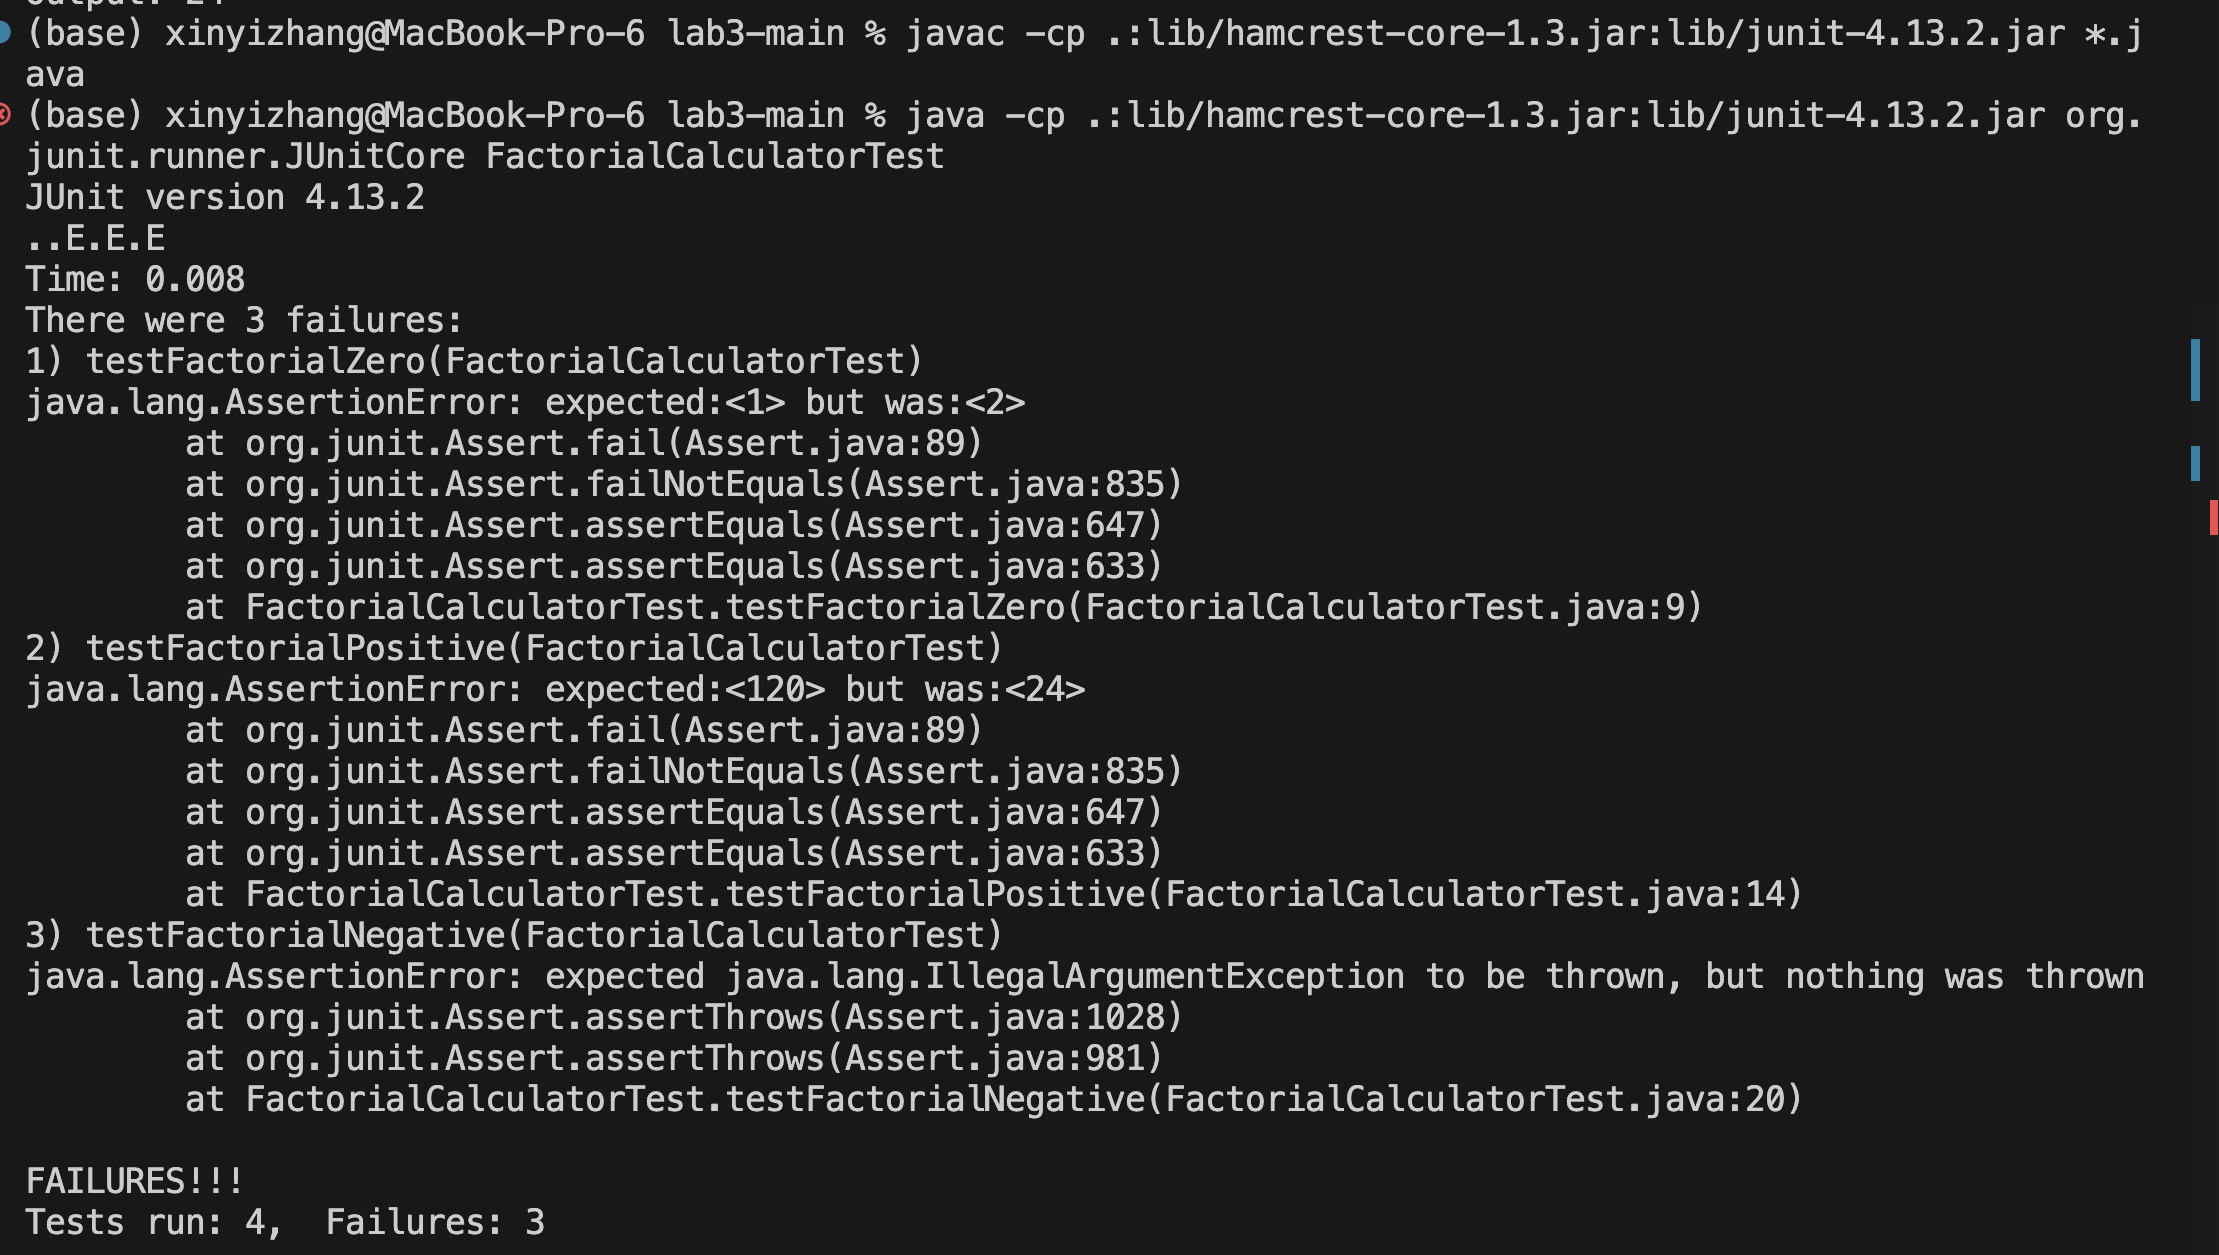 output: 24
(base) xinyizhang@MacBook-Pro-6 lab3-main % javac -cp .:lib/hamcrest-core-1.3.jar:lib/junit-4.13.2.jar *.j
ava
(base) xinyizhang@MacBook-Pro-6 lab3-main % java -cp .:lib/hamcrest-core-1.3.jar:lib/junit-4.13.2.jar org.
junit.runner.JUnitCore FactorialCalculatorTest
JUnit version 4.13.2
..E.E.E
Time: 0.008
There were 3 failures:
1) testFactorialZero(FactorialCalculatorTest)
java.lang.AssertionError: expected:<1> but was:<2>
        at org.junit.Assert.fail(Assert.java:89)
        at org.junit.Assert.failNotEquals(Assert.java:835)
        at org.junit.Assert.assertEquals(Assert.java:647)
        at org.junit.Assert.assertEquals(Assert.java:633)
        at FactorialCalculatorTest.testFactorialZero(FactorialCalculatorTest.java:9)
2) testFactorialPositive(FactorialCalculatorTest)
java.lang.AssertionError: expected:<120> but was:<24>
        at org.junit.Assert.fail(Assert.java:89)
        at org.junit.Assert.failNotEquals(Assert.java:835)
        at org.junit.Assert.assertEquals(Assert.java:647)
        at org.junit.Assert.assertEquals(Assert.java:633)
        at FactorialCalculatorTest.testFactorialPositive(FactorialCalculatorTest.java:14)
3) testFactorialNegative(FactorialCalculatorTest)
java.lang.AssertionError: expected java.lang.IllegalArgumentException to be thrown, but nothing was thrown
        at org.junit.Assert.assertThrows(Assert.java:1028)
        at org.junit.Assert.assertThrows(Assert.java:981)
        at FactorialCalculatorTest.testFactorialNegative(FactorialCalculatorTest.java:20)

FAILURES!!!
Tests run: 4,  Failures: 3